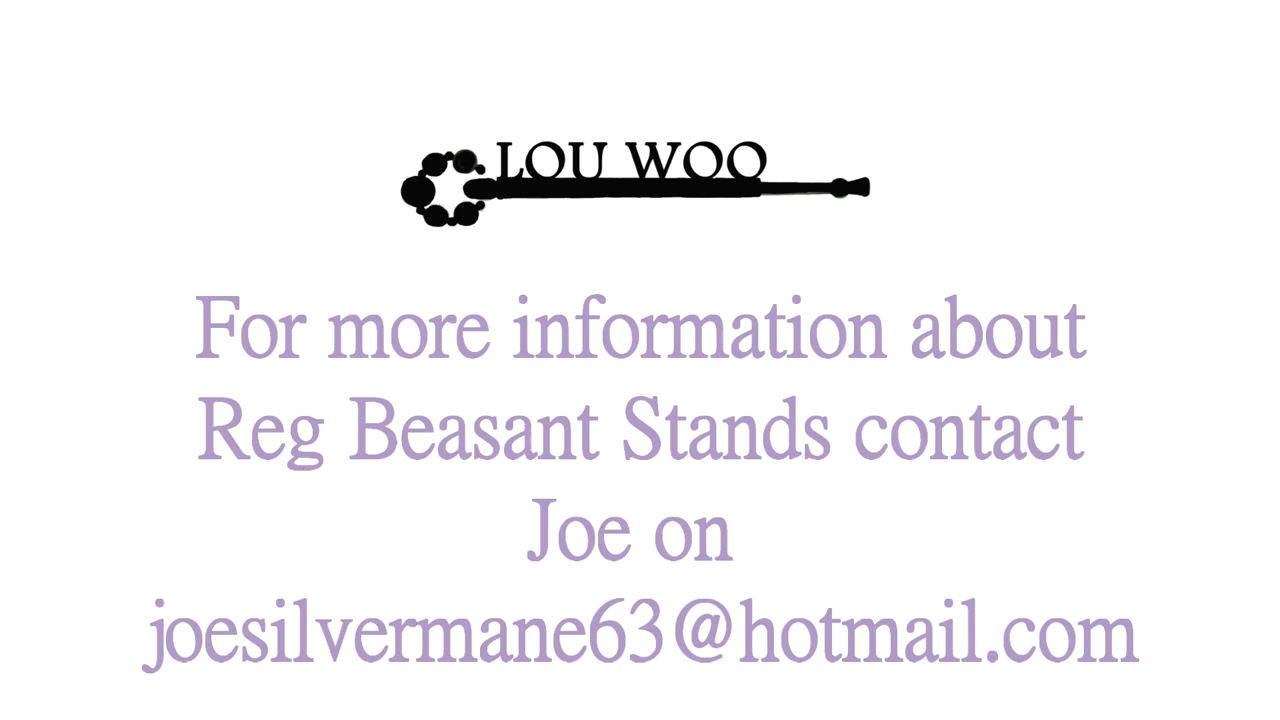 LOU WOO
For more information about
Reg Beasant Stands contact
Joe on
joesilvermane63@hotmail.com